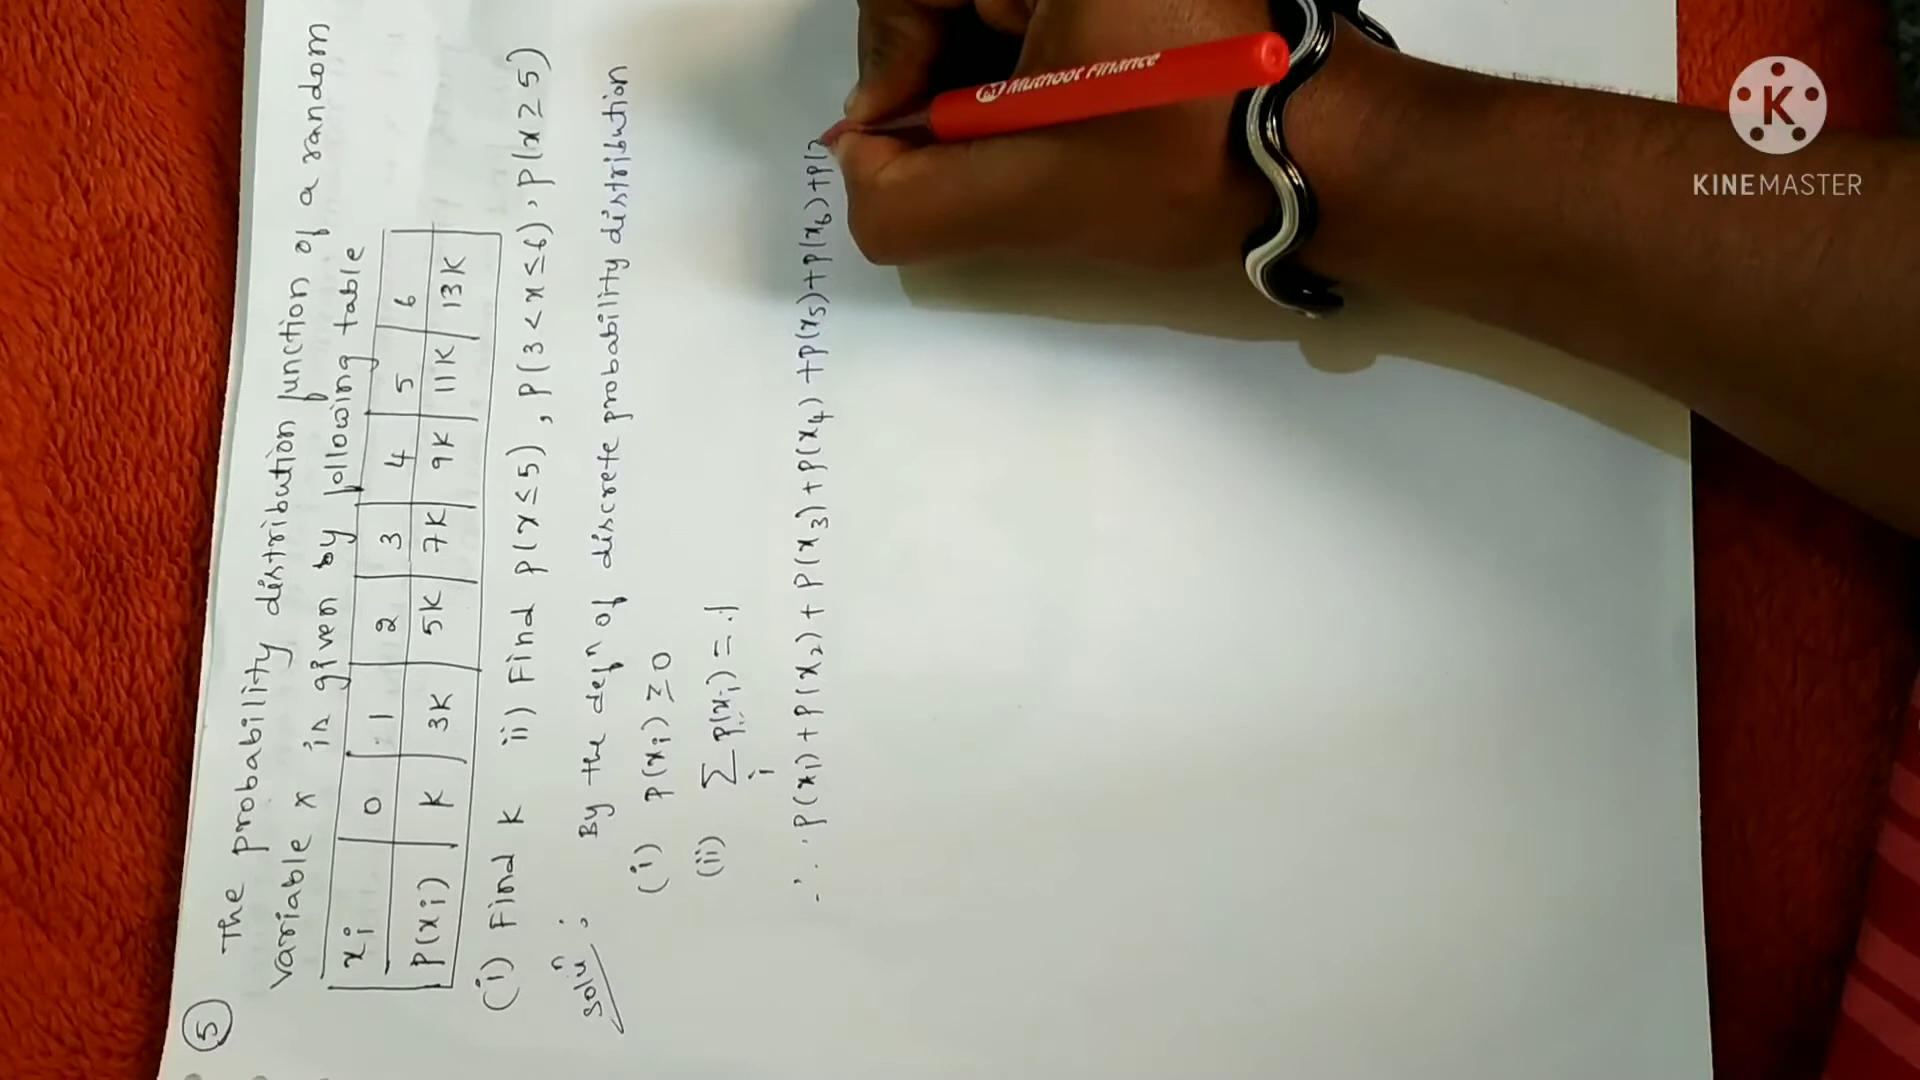 (5) The probability distribution function of a random
variable x is given by following table
xi 0 1 2 3 4 5 6
P(xi) K 3K 5K 7K 9K 11K 13K
(i) Find K ii) Find P(x≤5), P(3<x≤6), P(x≥5)
Soluⁿ: By the defⁿ of discrete probability distribution
(i) P(xi) ≥ 0
(ii) ∑i P(xi) = 1
∴ P(x1)+P(x2)+P(x3)+P(x4)+P(x5)+P(x6)+P(
Muthoot Finance
K
KINEMASTER